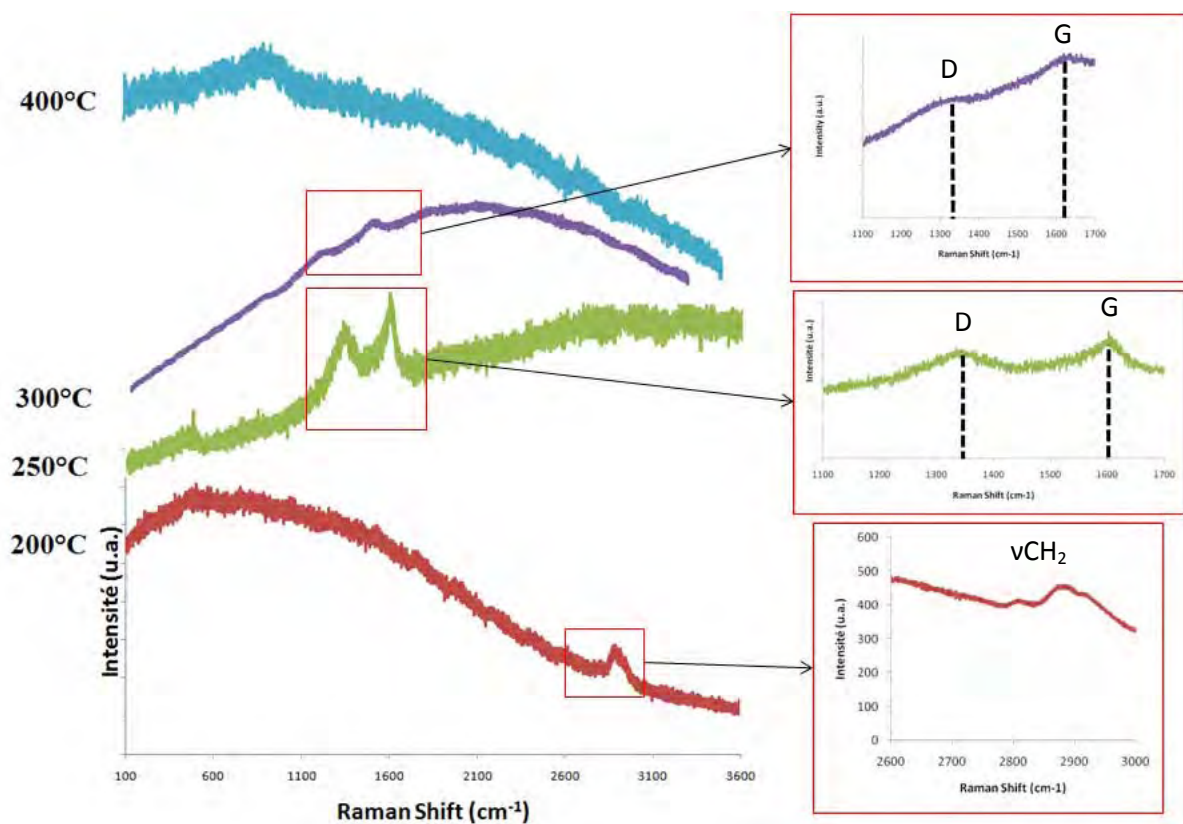 400°C
300°C
250°C
200°C
Intensité (u.a.)
100 600 1100 1600 2100 2600 3100 3600
Raman Shift (cm⁻¹)
D
G
Intensity (a.u.)
1100 1200 1300 1400 1500 1600 1700
Raman Shift (cm-1)
D
G
Intensité (u.a.)
1100 1200 1300 1400 1500 1600 1700
Raman Shift (cm-1)
νCH₂
600
500
400
300
200
100
0
Intensité (u.a.)
2600 2700 2800 2900 3000
Raman Shift (cm-1)